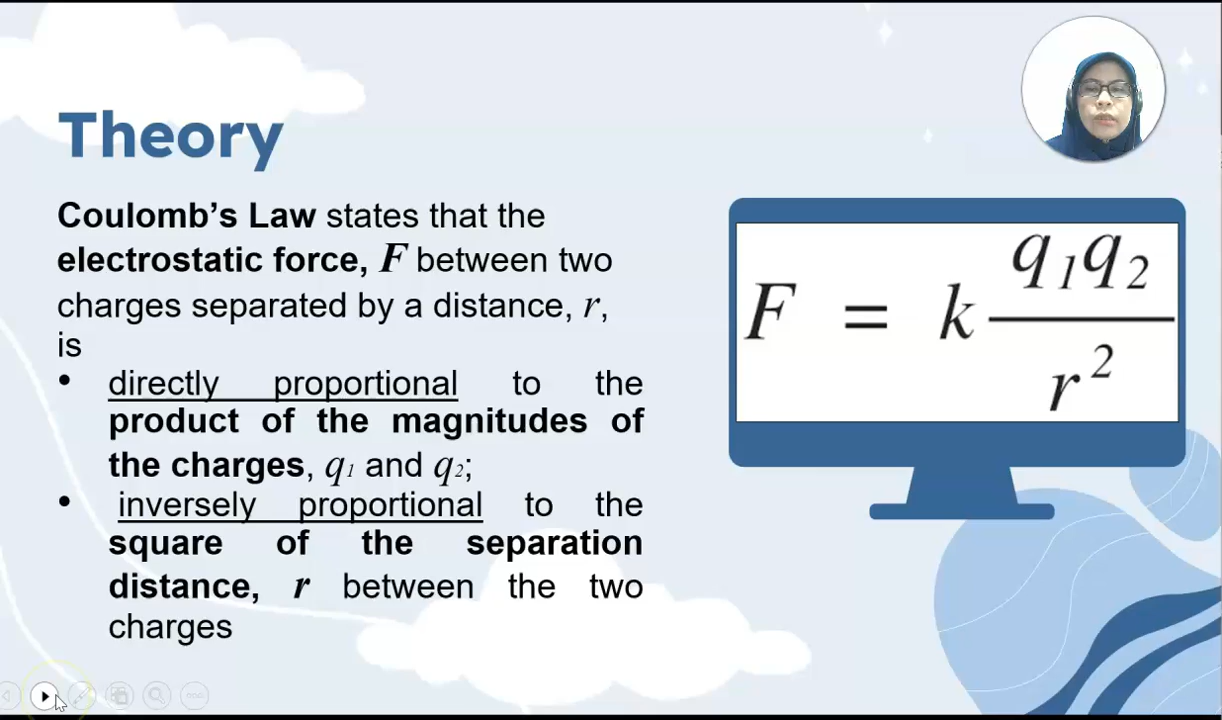 Theory
Coulomb’s Law states that the
electrostatic force, F between two
charges separated by a distance, r,
is
• directly proportional to the
product of the magnitudes of
the charges, q₁ and q₂;
• inversely proportional to the
square of the separation
distance, r between the two
charges
F = k q₁q₂ / r²